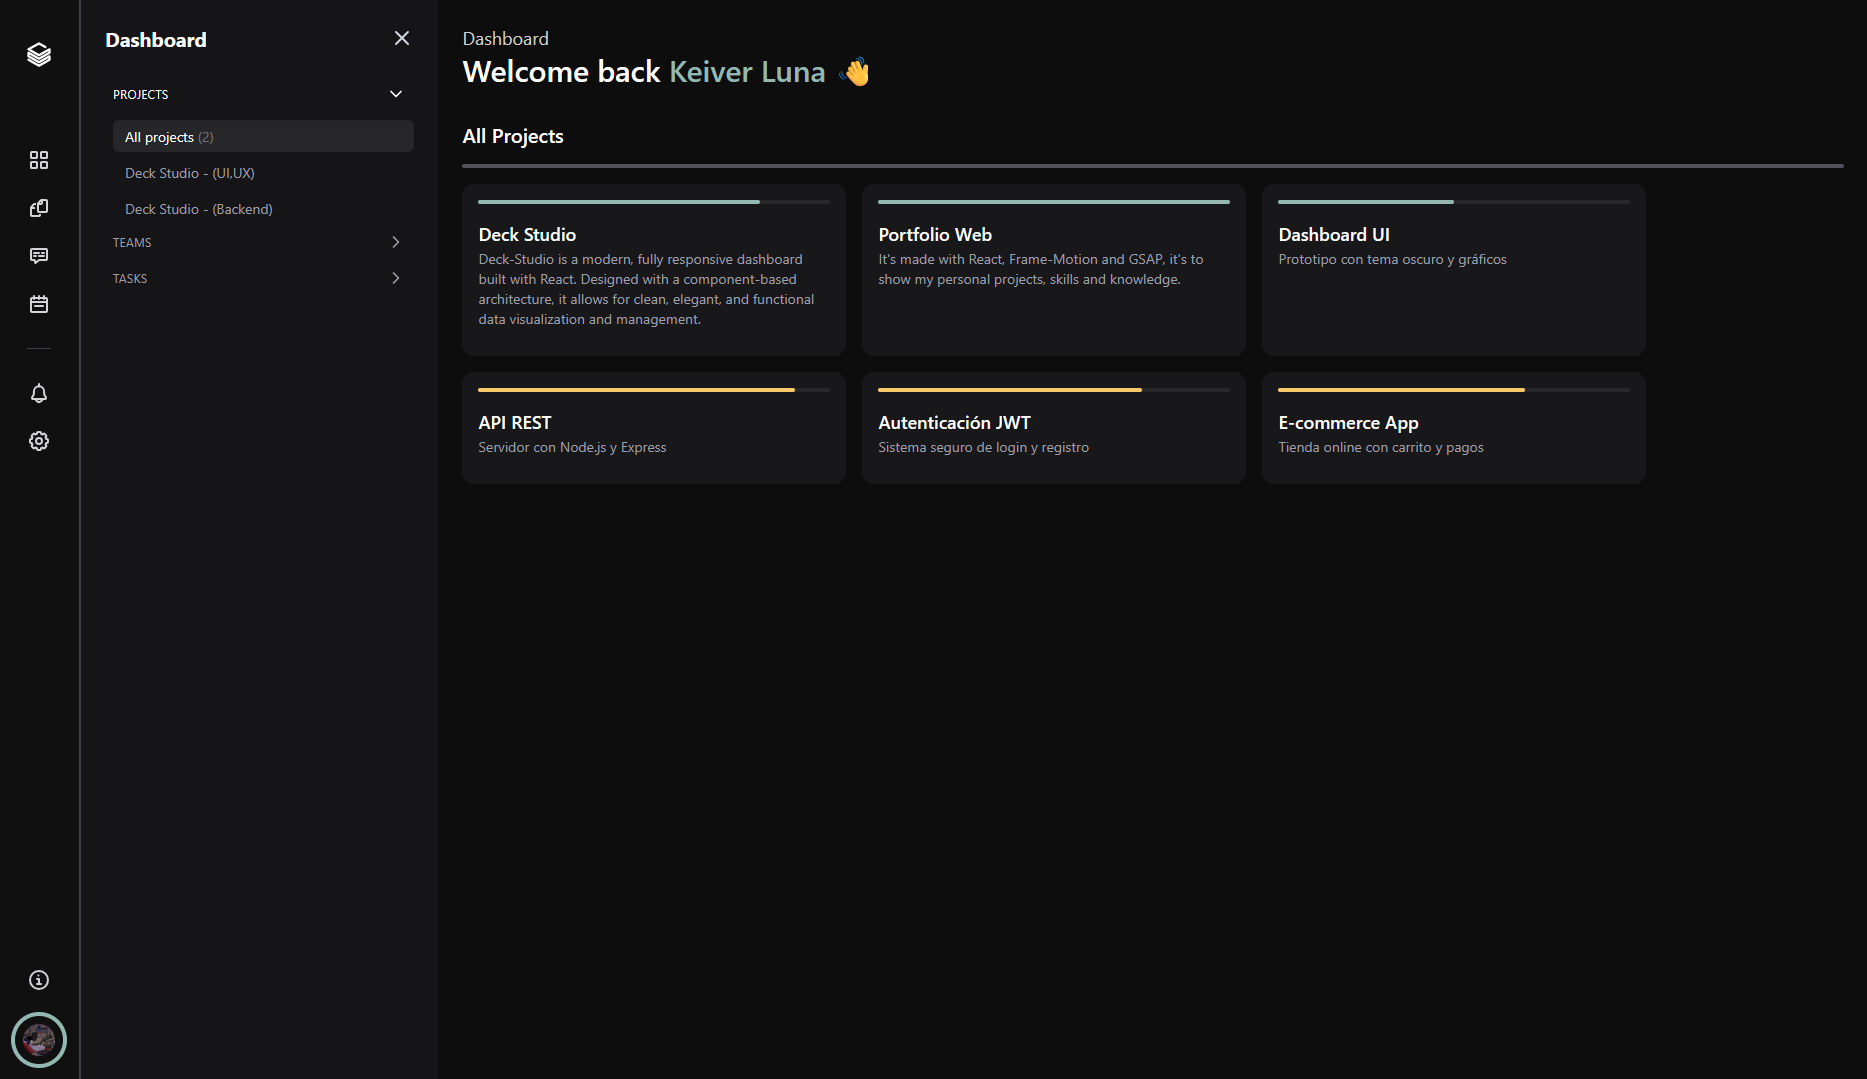 Dashboard
PROJECTS
All projects (2)
Deck Studio - (UI,UX)
Deck Studio - (Backend)
TEAMS
TASKS
Dashboard
Welcome back Keiver Luna 👋
All Projects
Deck Studio
Deck-Studio is a modern, fully responsive dashboard
built with React. Designed with a component-based
architecture, it allows for clean, elegant, and functional
data visualization and management.
Portfolio Web
It's made with React, Frame-Motion and GSAP, it's to
show my personal projects, skills and knowledge.
Dashboard UI
Prototipo con tema oscuro y gráficos
API REST
Servidor con Node.js y Express
Autenticación JWT
Sistema seguro de login y registro
E-commerce App
Tienda online con carrito y pagos